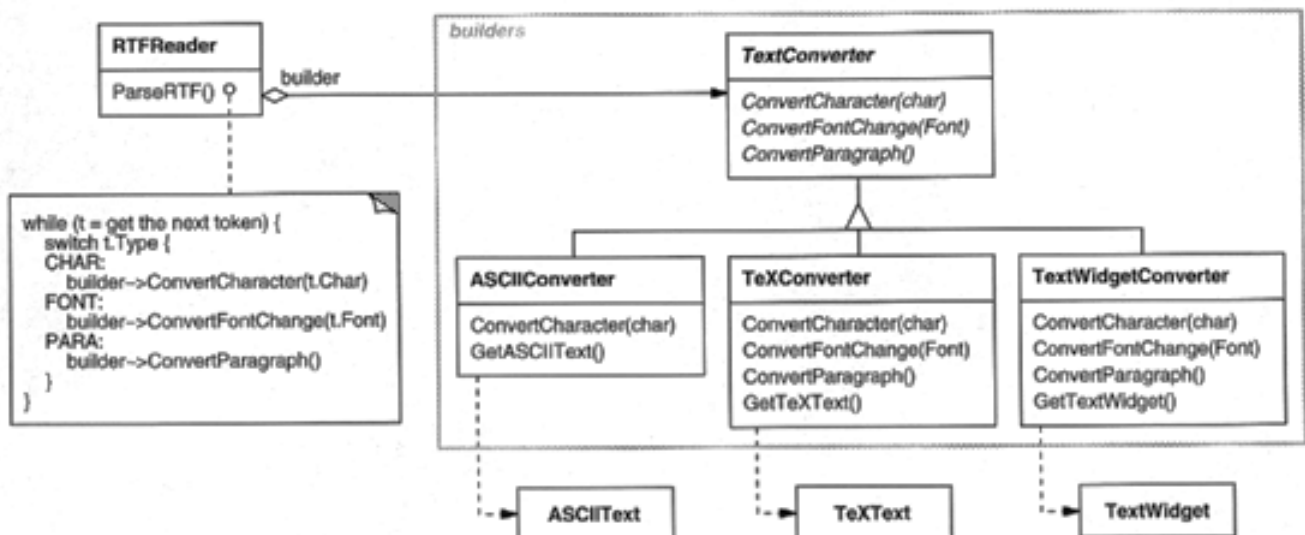 RTFReader
ParseRTF()
builder
builders
TextConverter
ConvertCharacter(char)
ConvertFontChange(Font)
ConvertParagraph()
while (t = get the next token) {
switch t.Type {
CHAR:
builder->ConvertCharacter(t.Char)
FONT:
builder->ConvertFontChange(t.Font)
PARA:
builder->ConvertParagraph()
}
}
ASCIIConverter
ConvertCharacter(char)
GetASCIIText()
TeXConverter
ConvertCharacter(char)
ConvertFontChange(Font)
ConvertParagraph()
GetTeXText()
TextWidgetConverter
ConvertCharacter(char)
ConvertFontChange(Font)
ConvertParagraph()
GetTextWidget()
ASCIIText
TeXText
TextWidget